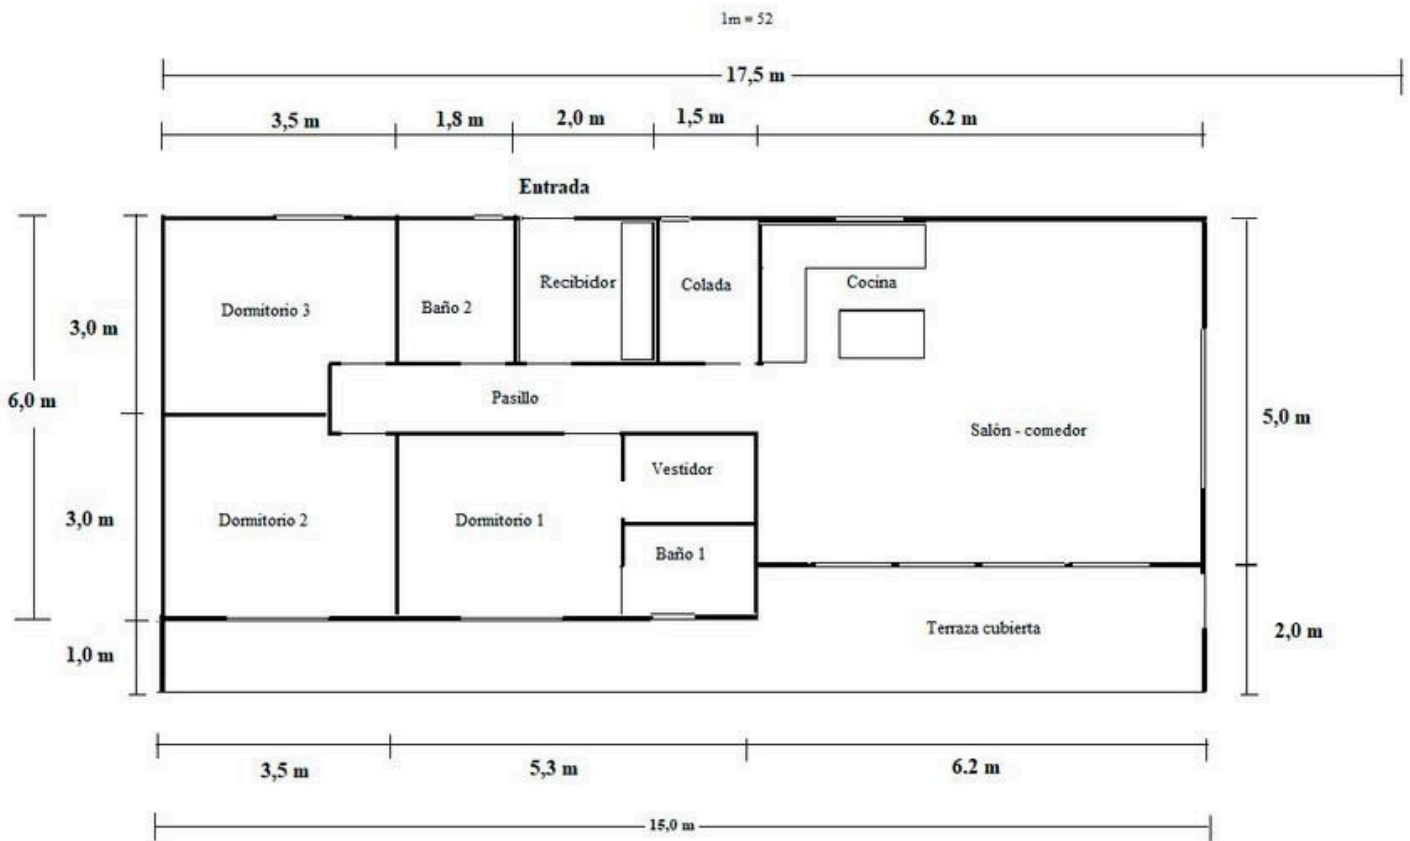 1m = 52
17,5 m
3,5 m
1,8 m
2,0 m
1,5 m
6.2 m
Entrada
Dormitorio 3
Baño 2
Recibidor
Colada
Cocina
3,0 m
6,0 m
Pasillo
5,0 m
Salón - comedor
Vestidor
3,0 m
Dormitorio 2
Dormitorio 1
Baño 1
Terraza cubierta
2,0 m
1,0 m
3,5 m
5,3 m
6.2 m
15,0 m